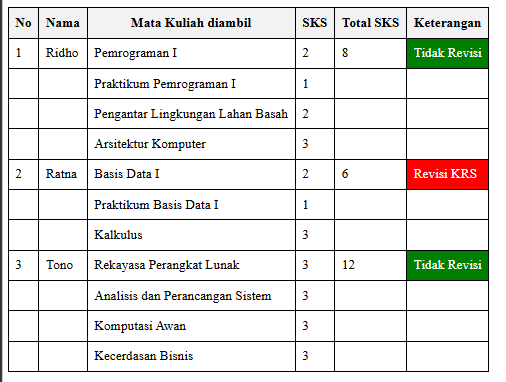 No Nama Mata Kuliah diambil SKS Total SKS Keterangan
1 Ridho Pemrograman I 2 8 Tidak Revisi
Praktikum Pemrograman I 1
Pengantar Lingkungan Lahan Basah 2
Arsitektur Komputer 3
2 Ratna Basis Data I 2 6 Revisi KRS
Praktikum Basis Data I 1
Kalkulus 3
3 Tono Rekayasa Perangkat Lunak 3 12 Tidak Revisi
Analisis dan Perancangan Sistem 3
Komputasi Awan 3
Kecerdasan Bisnis 3